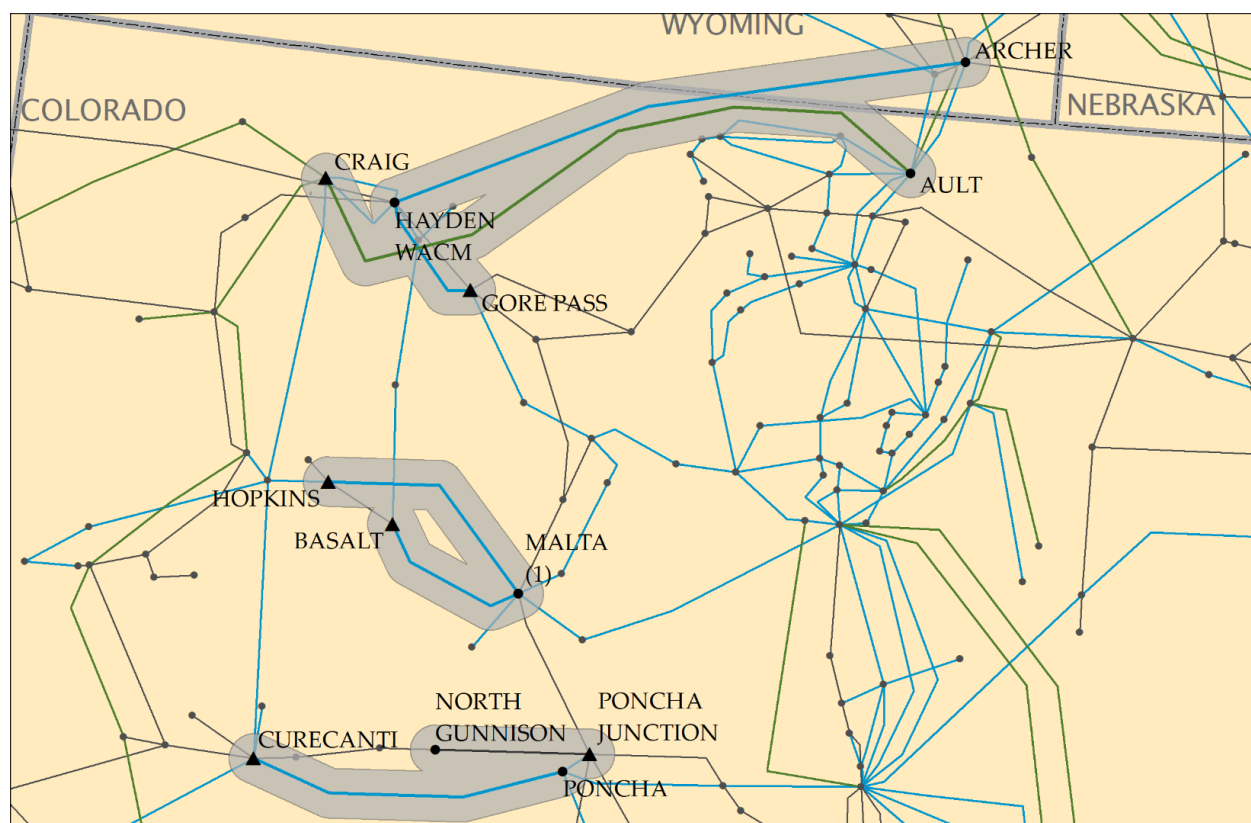 WYOMING
ARCHER
COLORADO
NEBRASKA
CRAIG
AULT
HAYDEN
WACM
GORE PASS
HOPKINS
BASALT
MALTA
(1)
NORTH
GUNNISON
PONCHA
JUNCTION
CURECANTI
PONCHA